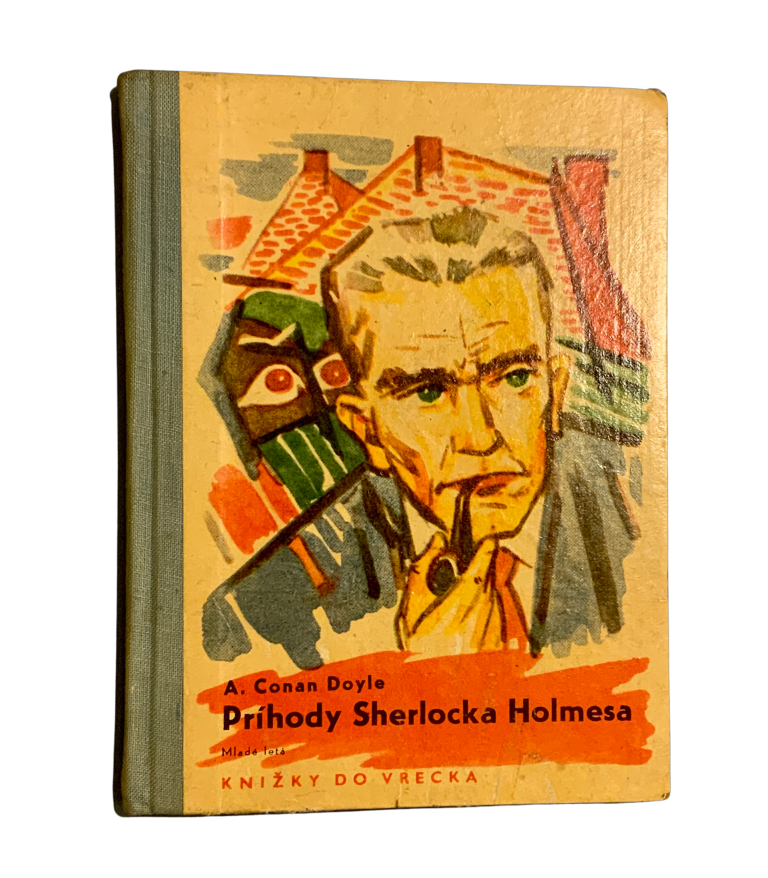 A. Conan Doyle
Príhody Sherlocka Holmesa
Mladé letá
KNIŽKY DO VRECKA